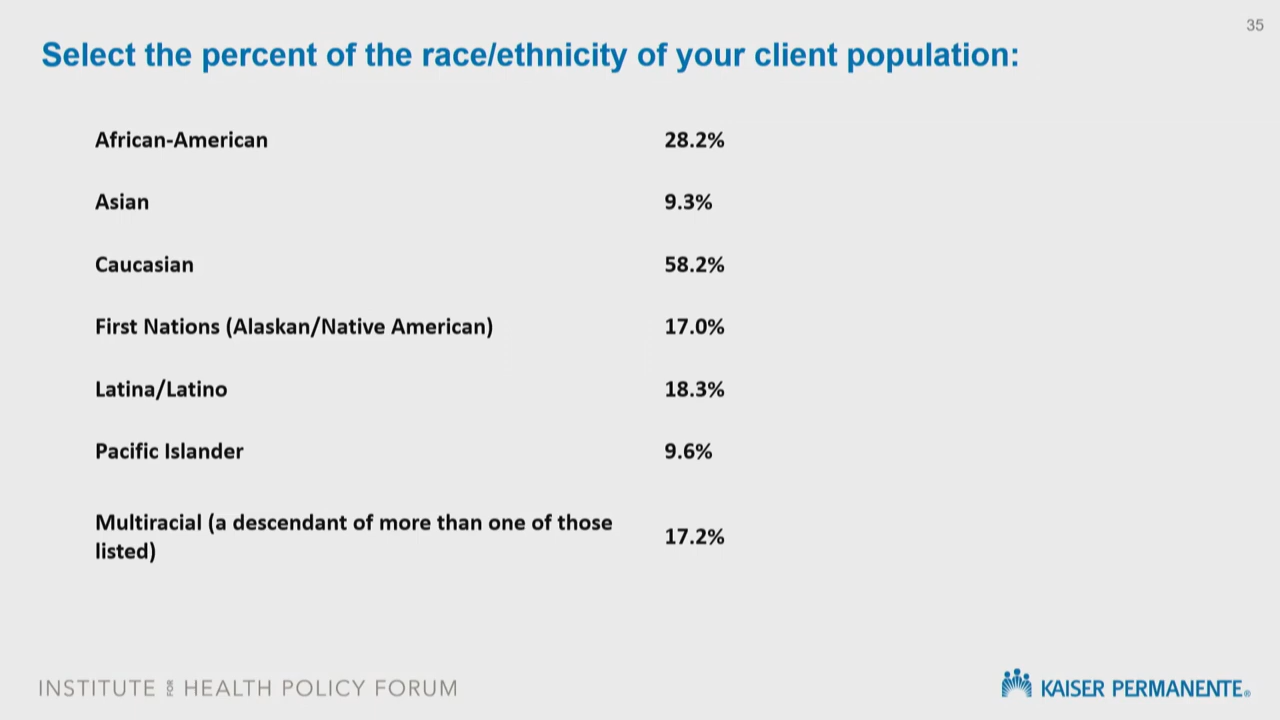 35
Select the percent of the race/ethnicity of your client population:
African-American 28.2%
Asian 9.3%
Caucasian 58.2%
First Nations (Alaskan/Native American) 17.0%
Latina/Latino 18.3%
Pacific Islander 9.6%
Multiracial (a descendant of more than one of those
listed) 17.2%
INSTITUTE FOR HEALTH POLICY FORUM
KAISER PERMANENTE®